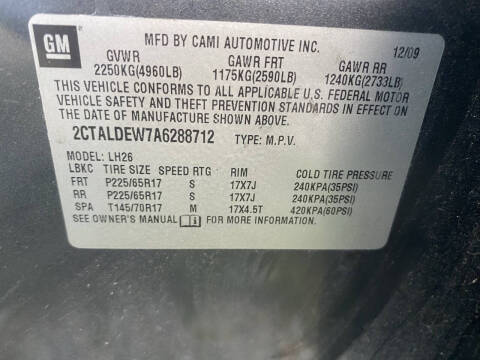 GM
MFD BY CAMI AUTOMOTIVE INC. 12/09
GVWR GAWR FRT GAWR RR
2250KG(4960LB) 1175KG(2590LB) 1240KG(2733LB)
THIS VEHICLE CONFORMS TO ALL APPLICABLE U.S. FEDERAL MOTOR
VEHICLE SAFETY AND THEFT PREVENTION STANDARDS IN EFFECT ON
THE DATE OF MANUFACTURE SHOWN ABOVE.
2CTALDEW7A6288712 TYPE: M.P.V.
MODEL: LH26
LBKC TIRE SIZE SPEED RTG RIM COLD TIRE PRESSURE
FRT P225/65R17 S 17X7J 240KPA(35PSI)
RR P225/65R17 S 17X7J 240KPA(35PSI)
SPA T145/70R17 M 17X4.5T 420KPA(60PSI)
SEE OWNER'S MANUAL FOR MORE INFORMATION.